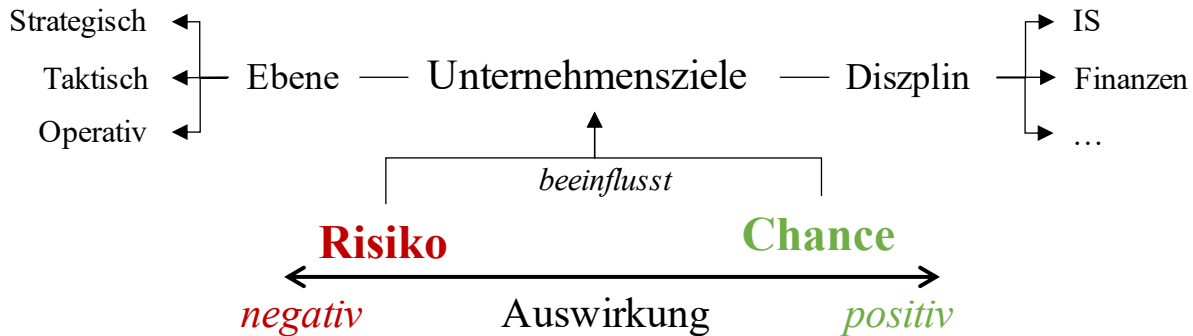 Strategisch
Taktisch
Operativ
Ebene
Unternehmensziele
Diszplin
IS
Finanzen
…
beeinflusst
Risiko
Chance
negativ
Auswirkung
positiv